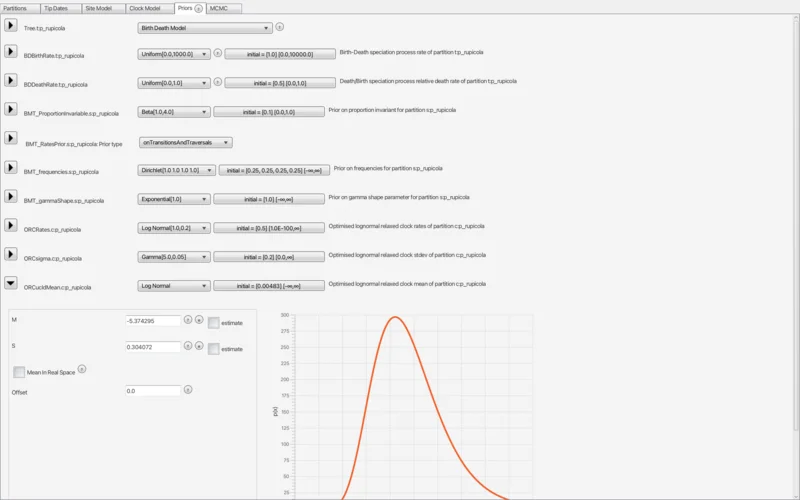 Partitions Tip Dates Site Model Clock Model Priors MCMC
Tree.t:p_rupicola Birth Death Model
BDBirthRate.t:p_rupicola Uniform[0.0,1000.0] initial = [1.0] [0.0,10000.0] Birth-Death speciation process rate of partition t:p_rupicola
BDDeathRate.t:p_rupicola Uniform[0.0,1.0] initial = [0.5] [0.0,1.0] Death/Birth speciation process relative death rate of partition t:p_rupicola
BMT_ProportionInvariable.s:p_rupicola Beta[1.0,4.0] initial = [0.1] [0.0,1.0] Prior on proportion invariant for partition s:p_rupicola
BMT_RatesPrior.s:p_rupicola: Prior type onTransitionsAndTraversals
BMT_frequencies.s:p_rupicola Dirichlet[1.0 1.0 1.0 1.0] initial = [0.25, 0.25, 0.25, 0.25] [-∞,∞] Prior on frequencies for partition s:p_rupicola
BMT_gammaShape.s:p_rupicola Exponential[1.0] initial = [1.0] [-∞,∞] Prior on gamma shape parameter for partition s:p_rupicola
ORCRates.c:p_rupicola Log Normal[1.0,0.2] initial = [0.5] [1.0E-100,∞] Optimised lognormal relaxed clock rates of partition c:p_rupicola
ORCsigma.c:p_rupicola Gamma[5.0,0.05] initial = [0.2] [0.0,∞] Optimised lognormal relaxed clock stdev of partition c:p_rupicola
ORCucldMean.c:p_rupicola Log Normal initial = [0.00483] [-∞,∞] Optimised lognormal relaxed clock mean of partition c:p_rupicola
M -5.374295 estimate
S 0.304072 estimate
Mean In Real Space
Offset 0.0
300
275
250
225
200
175
150
125
100
75
50
25
p(x)